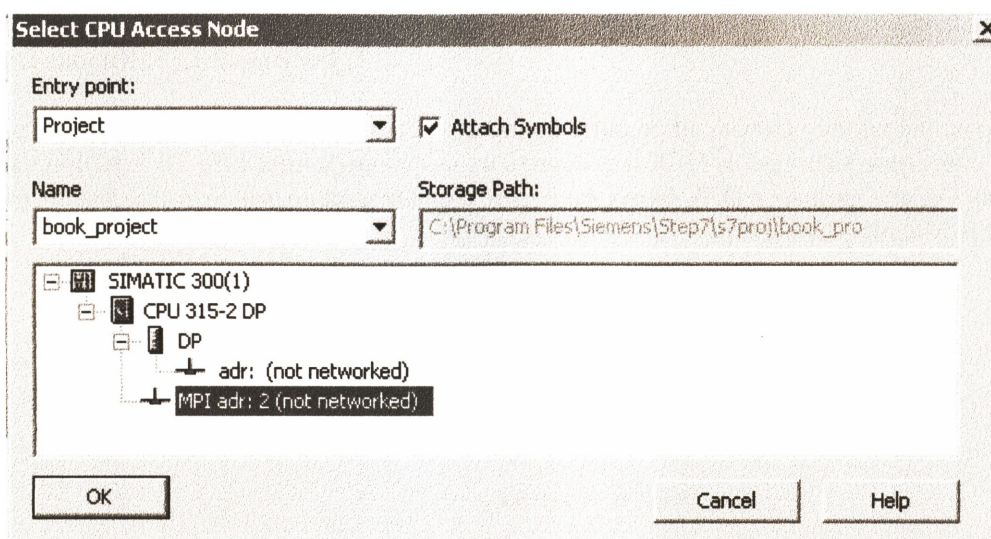 Select CPU Access Node
Entry point:
Project
Attach Symbols
Name
Storage Path:
book_project
C:\Program Files\Siemens\Step7\s7proj\book_pro
SIMATIC 300(1)
CPU 315-2 DP
DP
adr: (not networked)
MPI adr: 2 (not networked)
OK
Cancel
Help